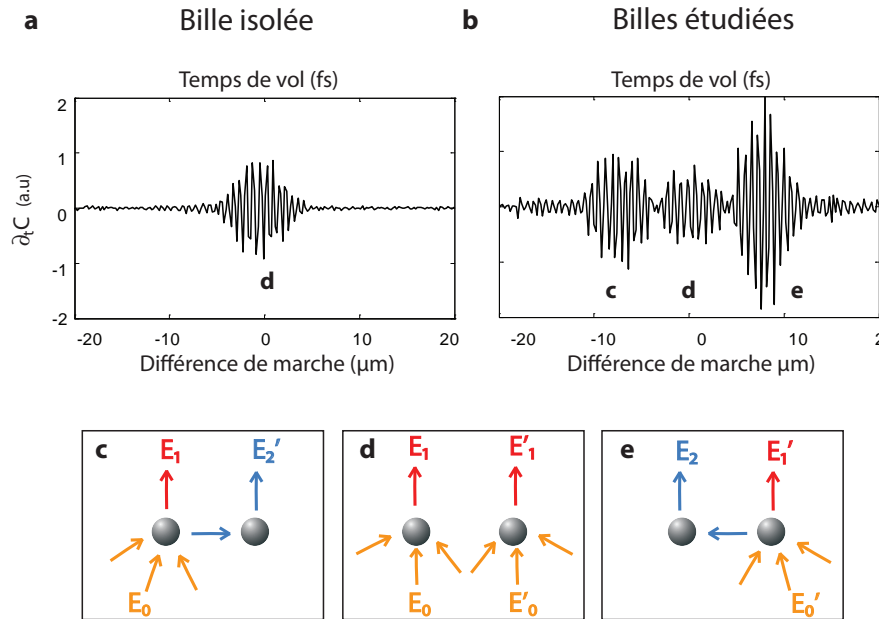 a
Bille isolée
b
Billes étudiées
Temps de vol (fs)
Temps de vol (fs)
∂tC (a.u)
2
1
0
-1
-2
d
c
d
e
-20 -10 0 10 20
-20 -10 0 10 20
Différence de marche (µm)
Différence de marche µm)
c
E₁ E₂′
E₀
d
E₁ E′₁
E₀ E′₀
e
E₂ E₁′
E₀′